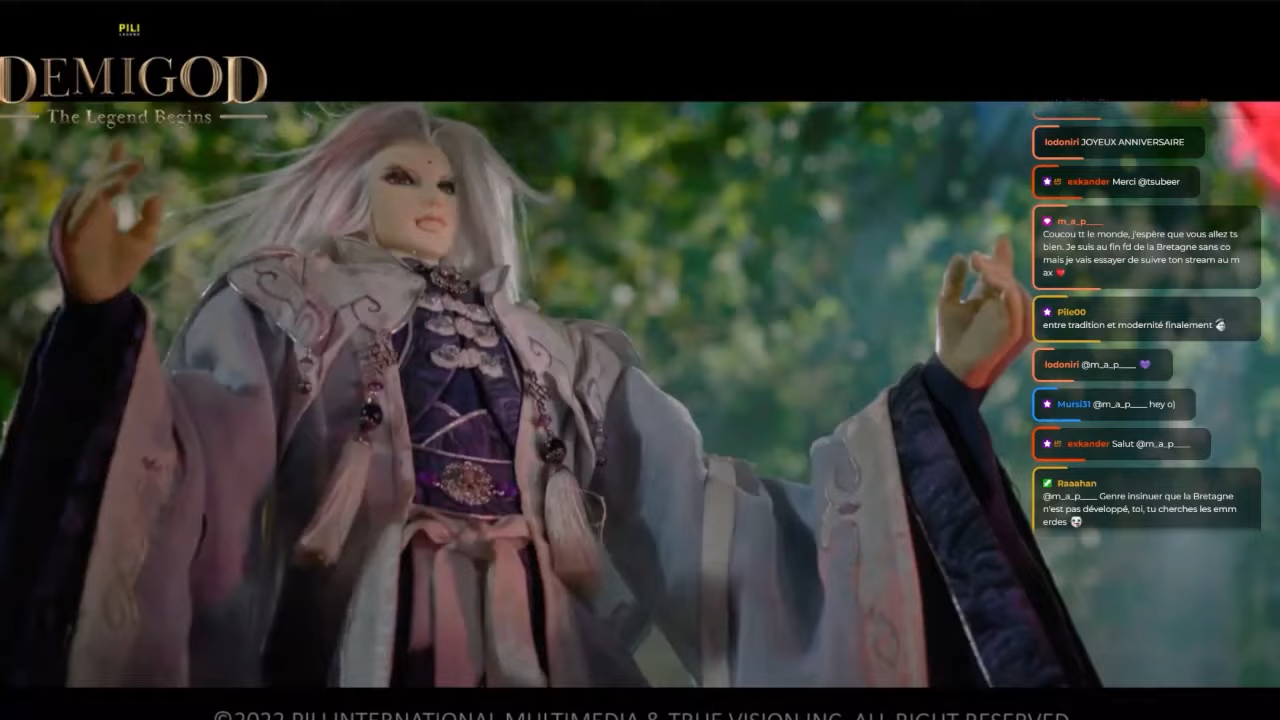 PILI
DEMIGOD
The Legend Begins
lodoniri JOYEUX ANNIVERSAIRE
exkander Merci @tsubeer
m_a_p____
Coucou tt le monde, j'espère que vous allez ts
bien. Je suis au fin fd de la Bretagne sans co
mais je vais essayer de suivre ton stream au m
ax
Pile00
entre tradition et modernité finalement
lodoniri @m_a_p____
Mursi31 @m_a_p____ hey o)
exkander Salut @m_a_p____
Raaahan
@m_a_p____ Genre insinuer que la Bretagne
n'est pas développé, toi, tu cherches les emm
erdes
©2022 PILI INTERNATIONAL MULTIMEDIA & TRUE VISION INC. ALL RIGHT RESERVED